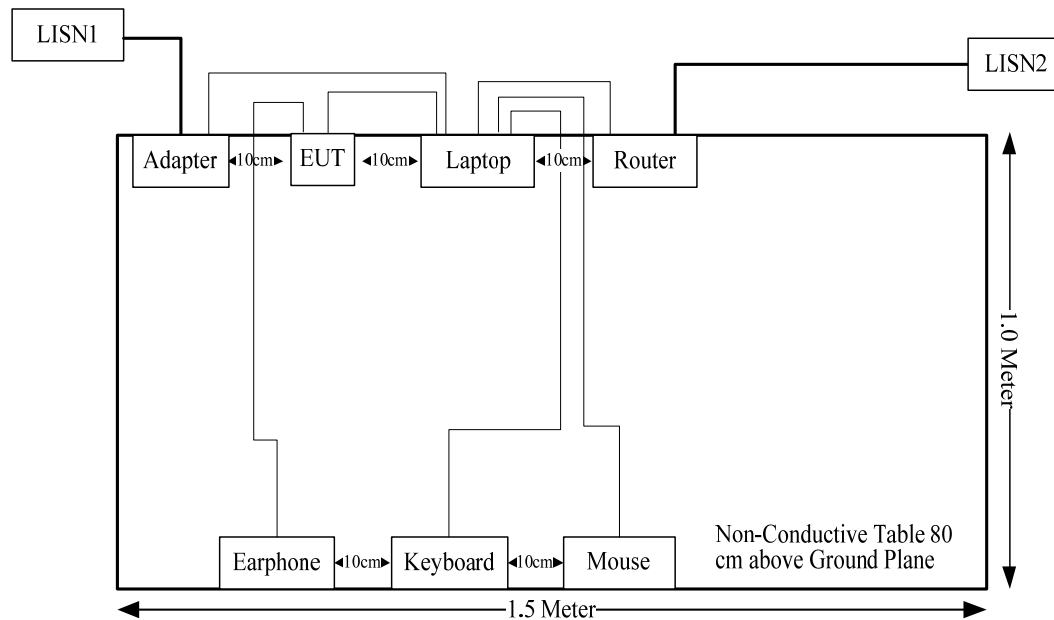 LISN1
LISN2
Adapter
10cm
EUT
10cm
Laptop
10cm
Router
1.0 Meter
Earphone
10cm
Keyboard
10cm
Mouse
Non-Conductive Table 80
cm above Ground Plane
1.5 Meter